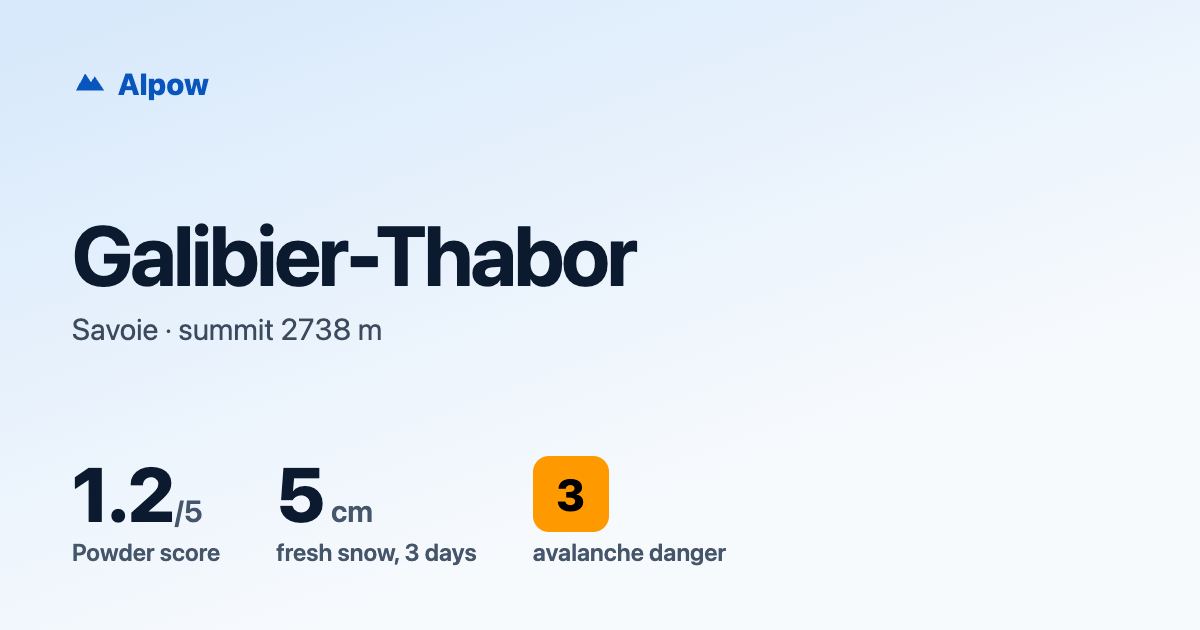 Alpow
Galibier-Thabor
Savoie · summit 2738 m
1.2/5
Powder score
5 cm
fresh snow, 3 days
3
avalanche danger